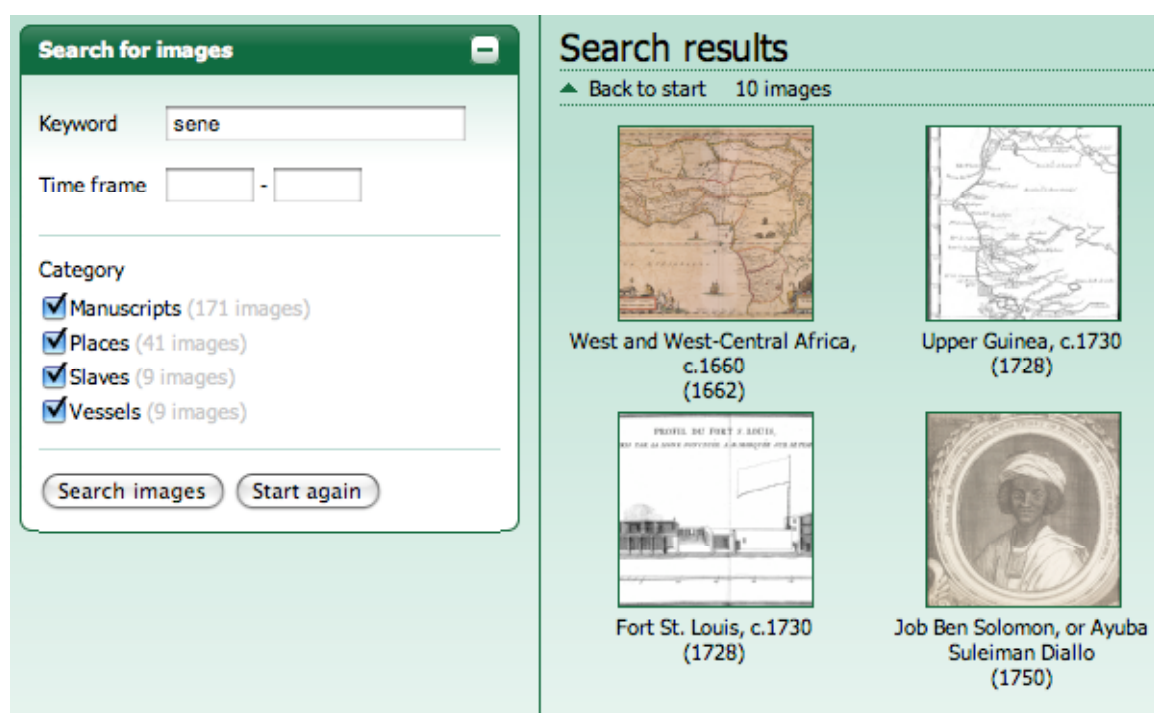 Search for images
Keyword sene
Time frame -
Category
Manuscripts (171 images)
Places (41 images)
Slaves (9 images)
Vessels (9 images)
Search images Start again
Search results
Back to start 10 images
West and West-Central Africa,
c.1660
(1662)
Upper Guinea, c.1730
(1728)
PROFIL DU FORT S. LOUIS,
Fort St. Louis, c.1730
(1728)
Job Ben Solomon, or Ayuba
Suleiman Diallo
(1750)